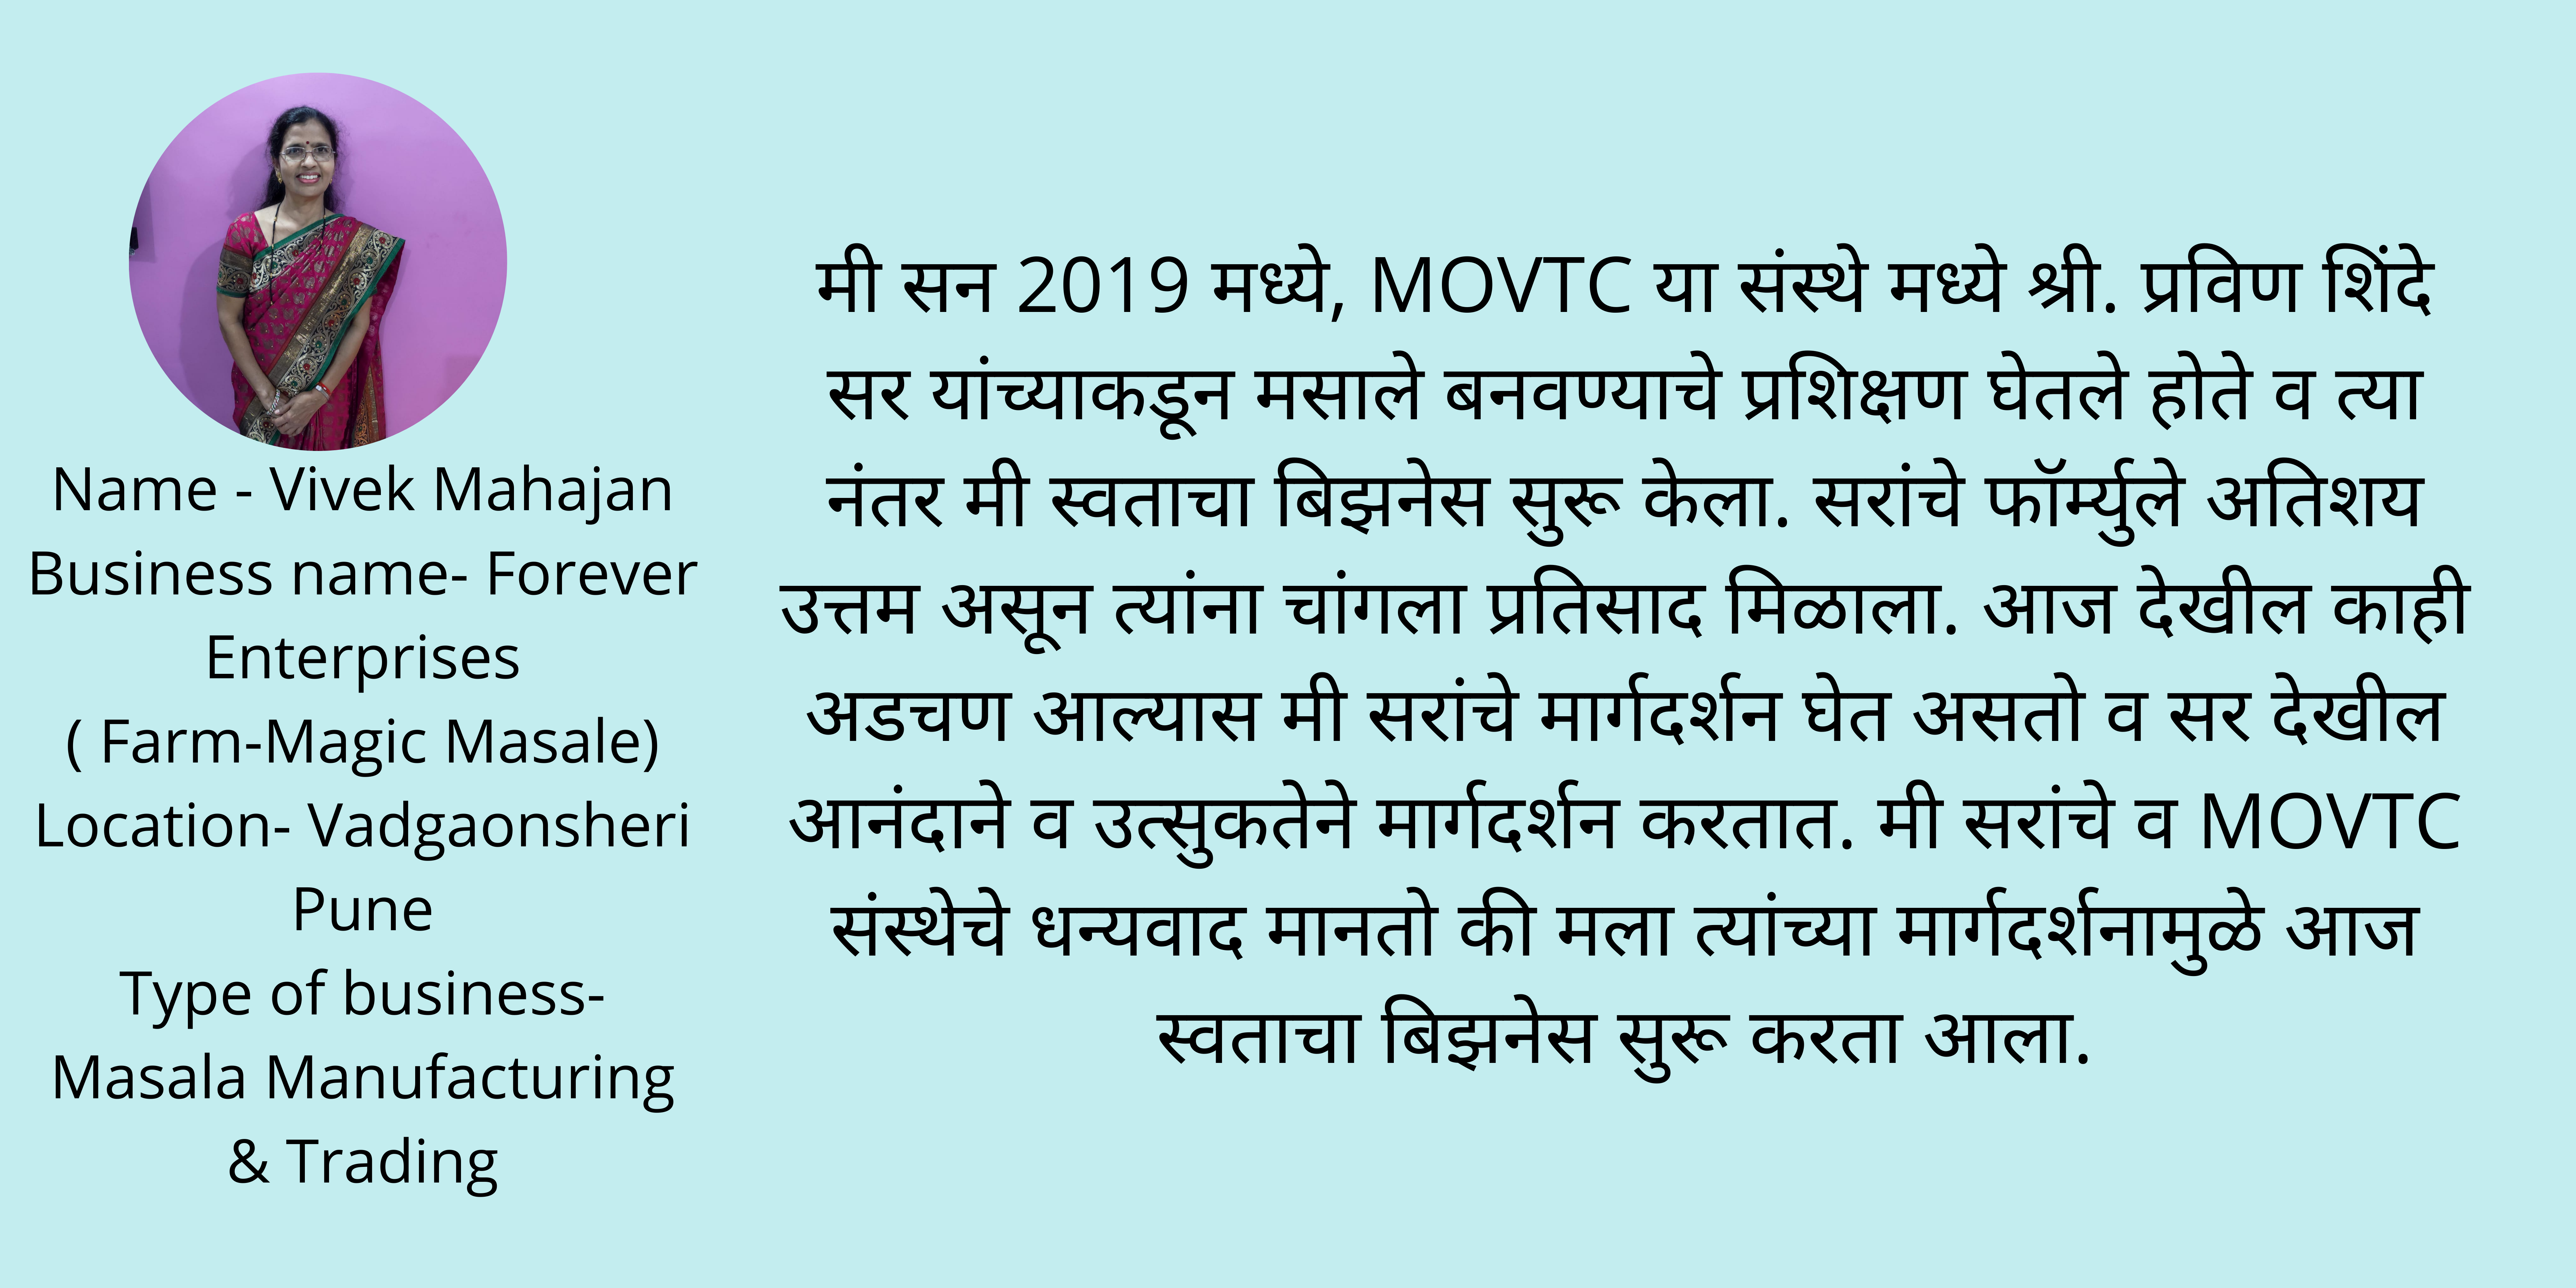 Name - Vivek Mahajan
Business name- Forever
Enterprises
( Farm-Magic Masale)
Location- Vadgaonsheri
Pune
Type of business-
Masala Manufacturing
& Trading
मी सन 2019 मध्ये, MOVTC या संस्थे मध्ये श्री. प्रविण शिंदे
सर यांच्याकडून मसाले बनवण्याचे प्रशिक्षण घेतले होते व त्या
नंतर मी स्वताचा बिझनेस सुरू केला. सरांचे फॉर्म्युले अतिशय
उत्तम असून त्यांना चांगला प्रतिसाद मिळाला. आज देखील काही
अडचण आल्यास मी सरांचे मार्गदर्शन घेत असतो व सर देखील
आनंदाने व उत्सुकतेने मार्गदर्शन करतात. मी सरांचे व MOVTC
संस्थेचे धन्यवाद मानतो की मला त्यांच्या मार्गदर्शनामुळे आज
स्वताचा बिझनेस सुरू करता आला.